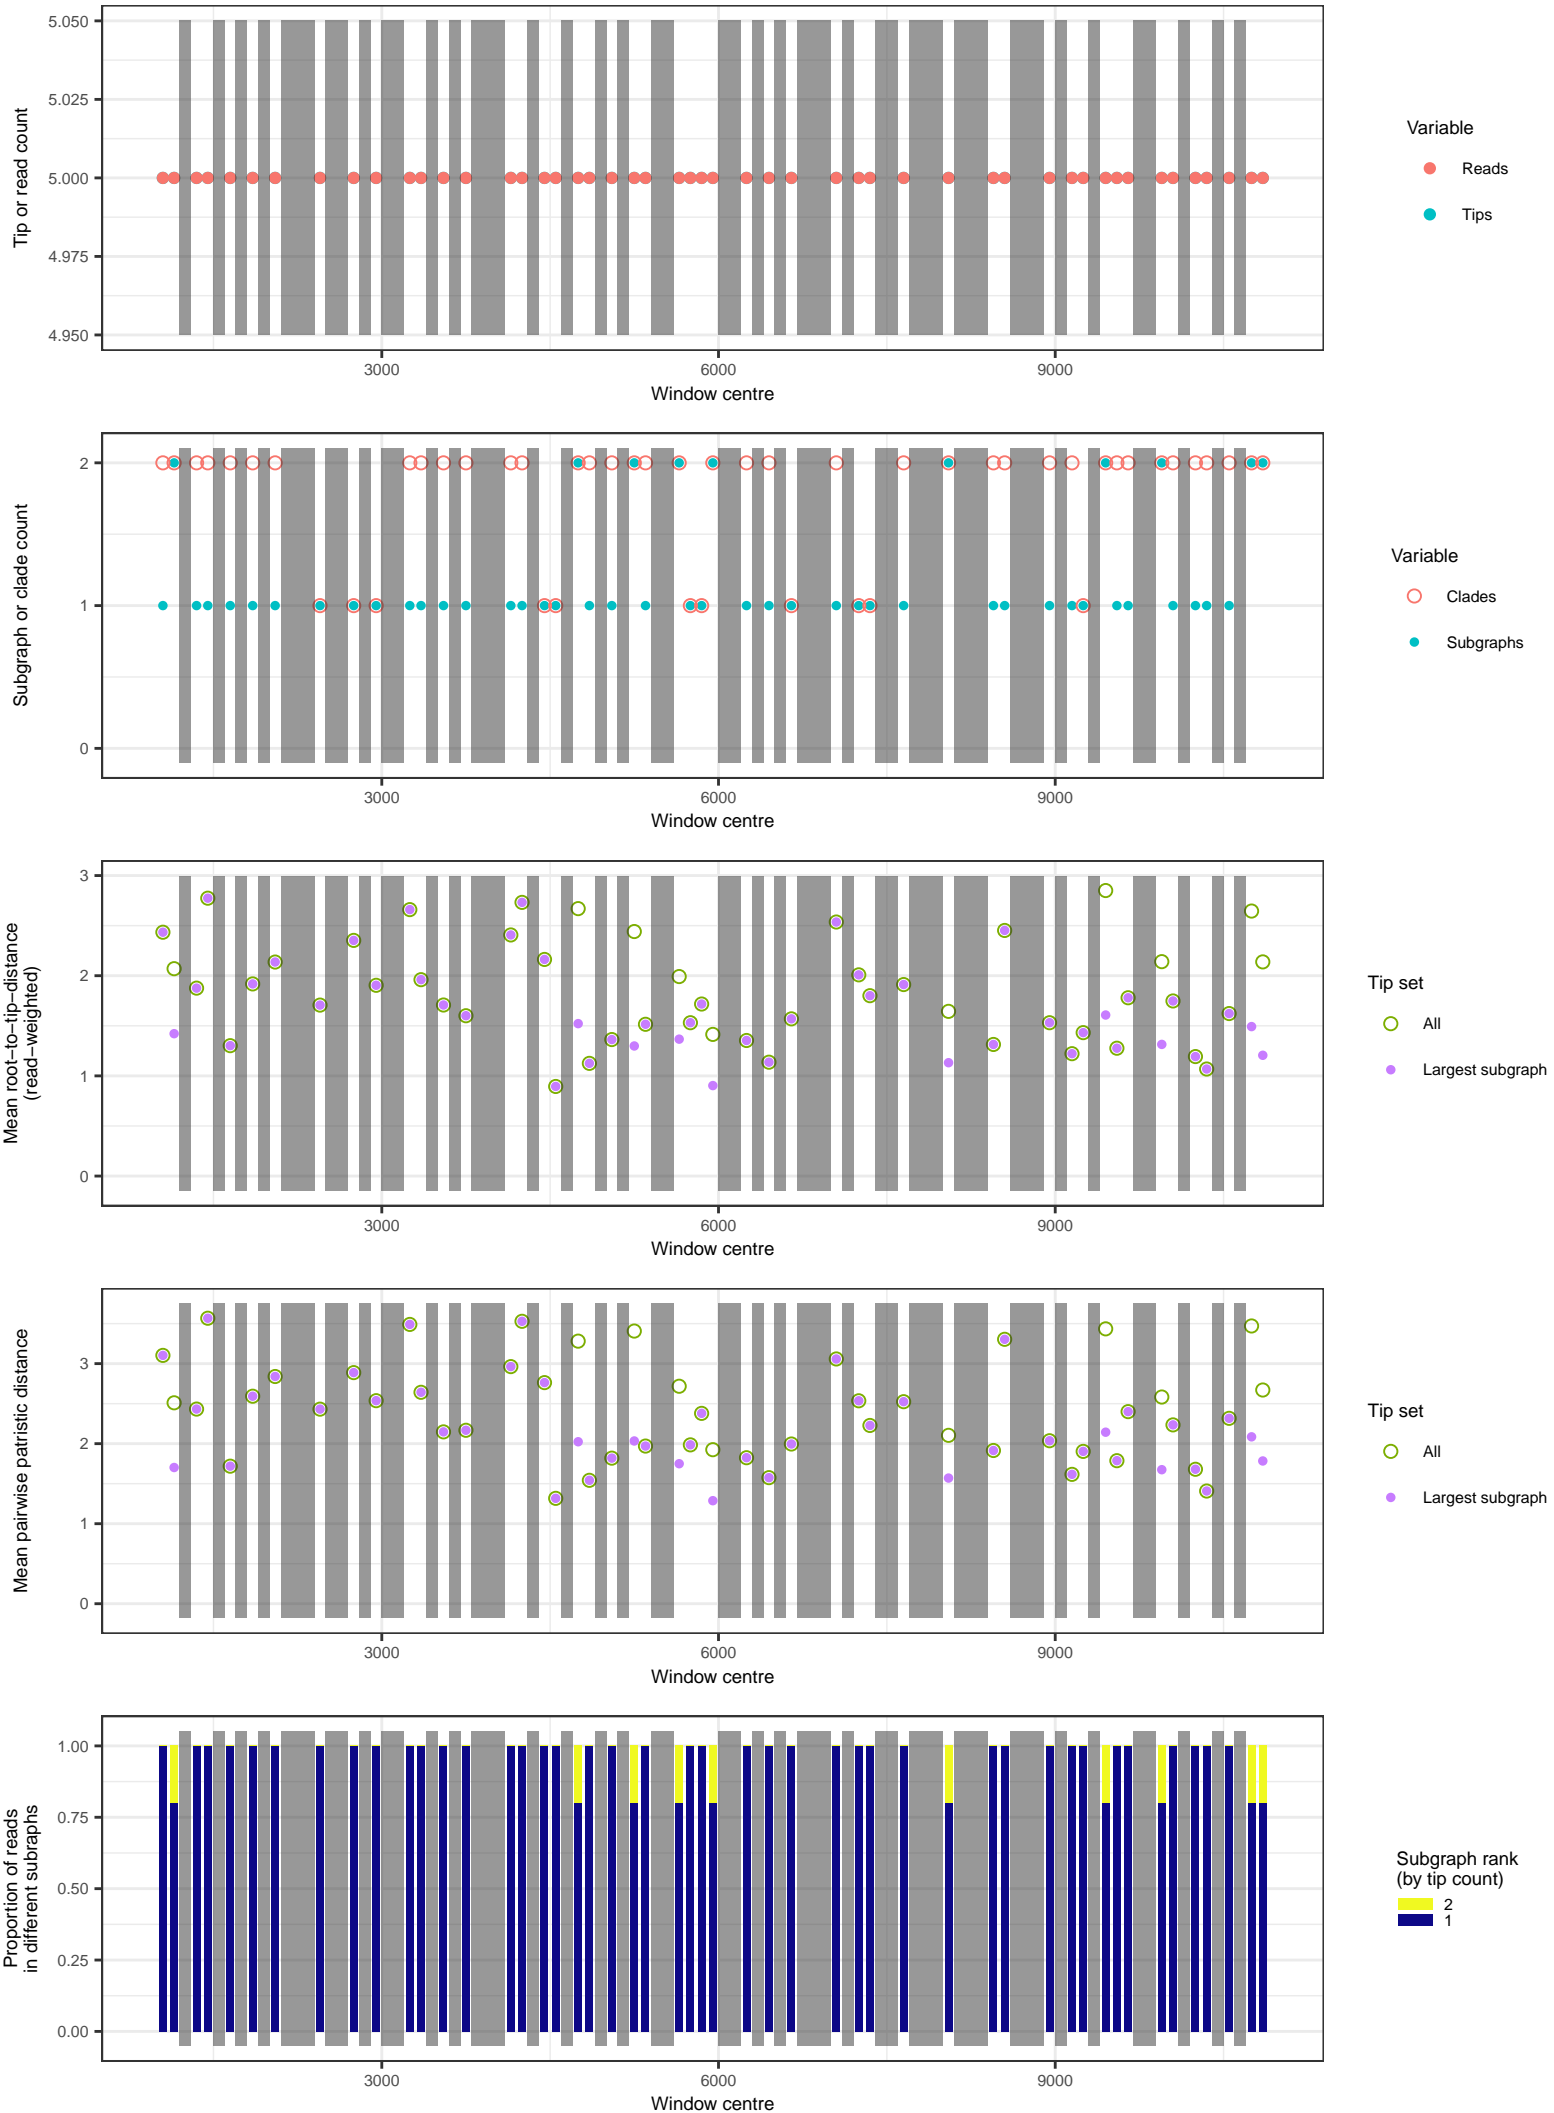 5.050
5.025
5.000
4.975
4.950
Tip or read count
3000
6000
9000
Window centre
Variable
Reads
Tips
2
1
0
Subgraph or clade count
3000
6000
9000
Window centre
Variable
Clades
Subgraphs
3
2
1
0
Mean root−to−tip−distance
(read−weighted)
3000
6000
9000
Window centre
Tip set
All
Largest subgraph
3
2
1
0
Mean pairwise patristic distance
3000
6000
9000
Window centre
Tip set
All
Largest subgraph
1.00
0.75
0.50
0.25
0.00
Proportion of reads
in different subraphs
3000
6000
9000
Window centre
Subgraph rank
(by tip count)
2
1